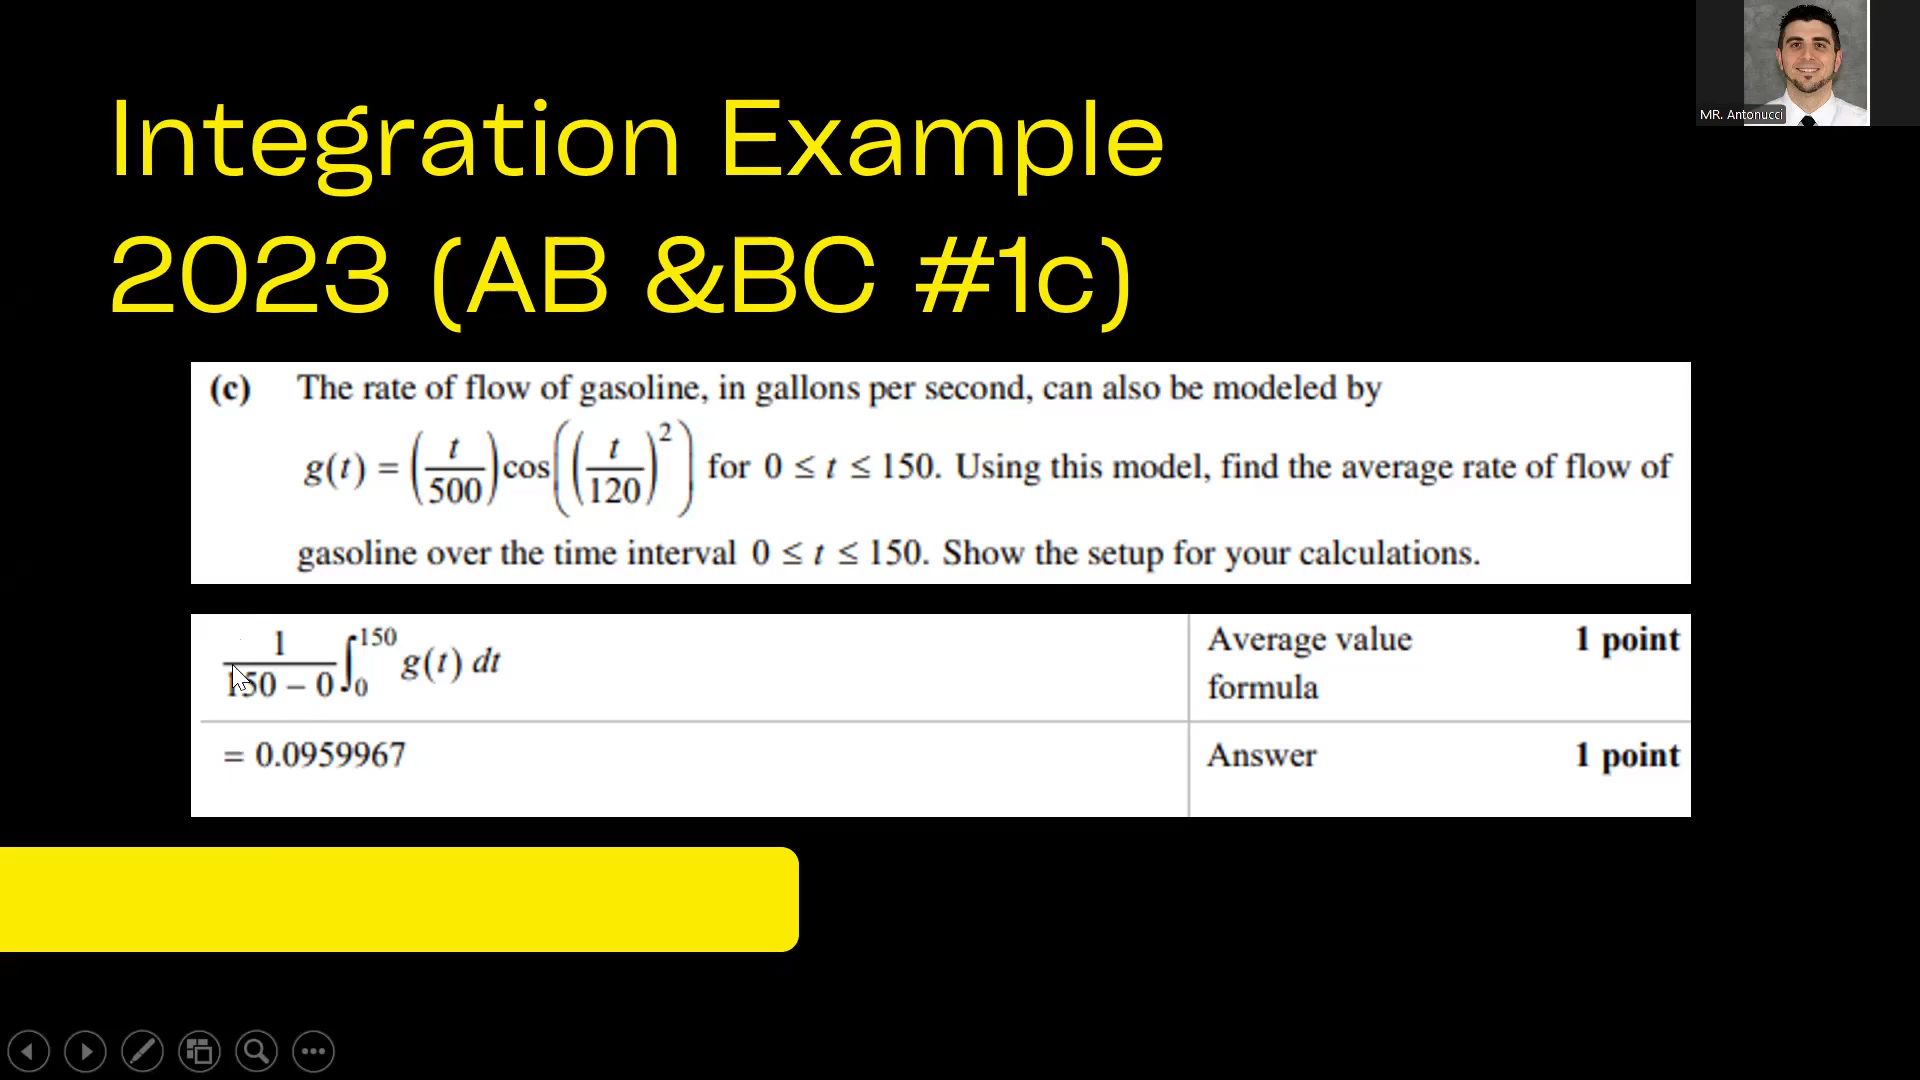 MR. Antonucci
Integration Example
2023 (AB &BC #1c)
(c) The rate of flow of gasoline, in gallons per second, can also be modeled by
g(t) = (t/500)cos((t/120)²) for 0 ≤ t ≤ 150. Using this model, find the average rate of flow of
gasoline over the time interval 0 ≤ t ≤ 150. Show the setup for your calculations.
1/(150 – 0) ∫₀¹⁵⁰ g(t) dt
Average value formula 1 point
= 0.0959967
Answer 1 point